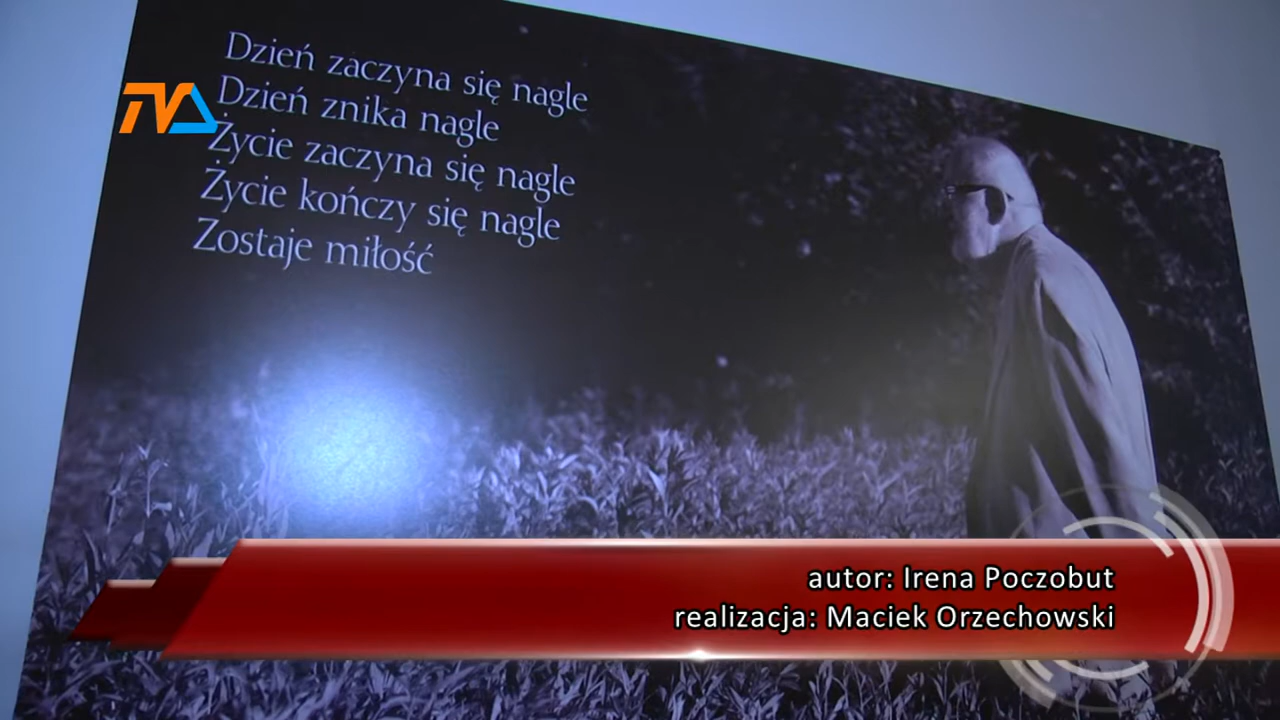 Dzień zaczyna się nagle
Dzień znika nagle
Życie zaczyna się nagle
Życie kończy się nagle
Zostaje miłość
TVA
autor: Irena Poczobut
realizacja: Maciek Orzechowski